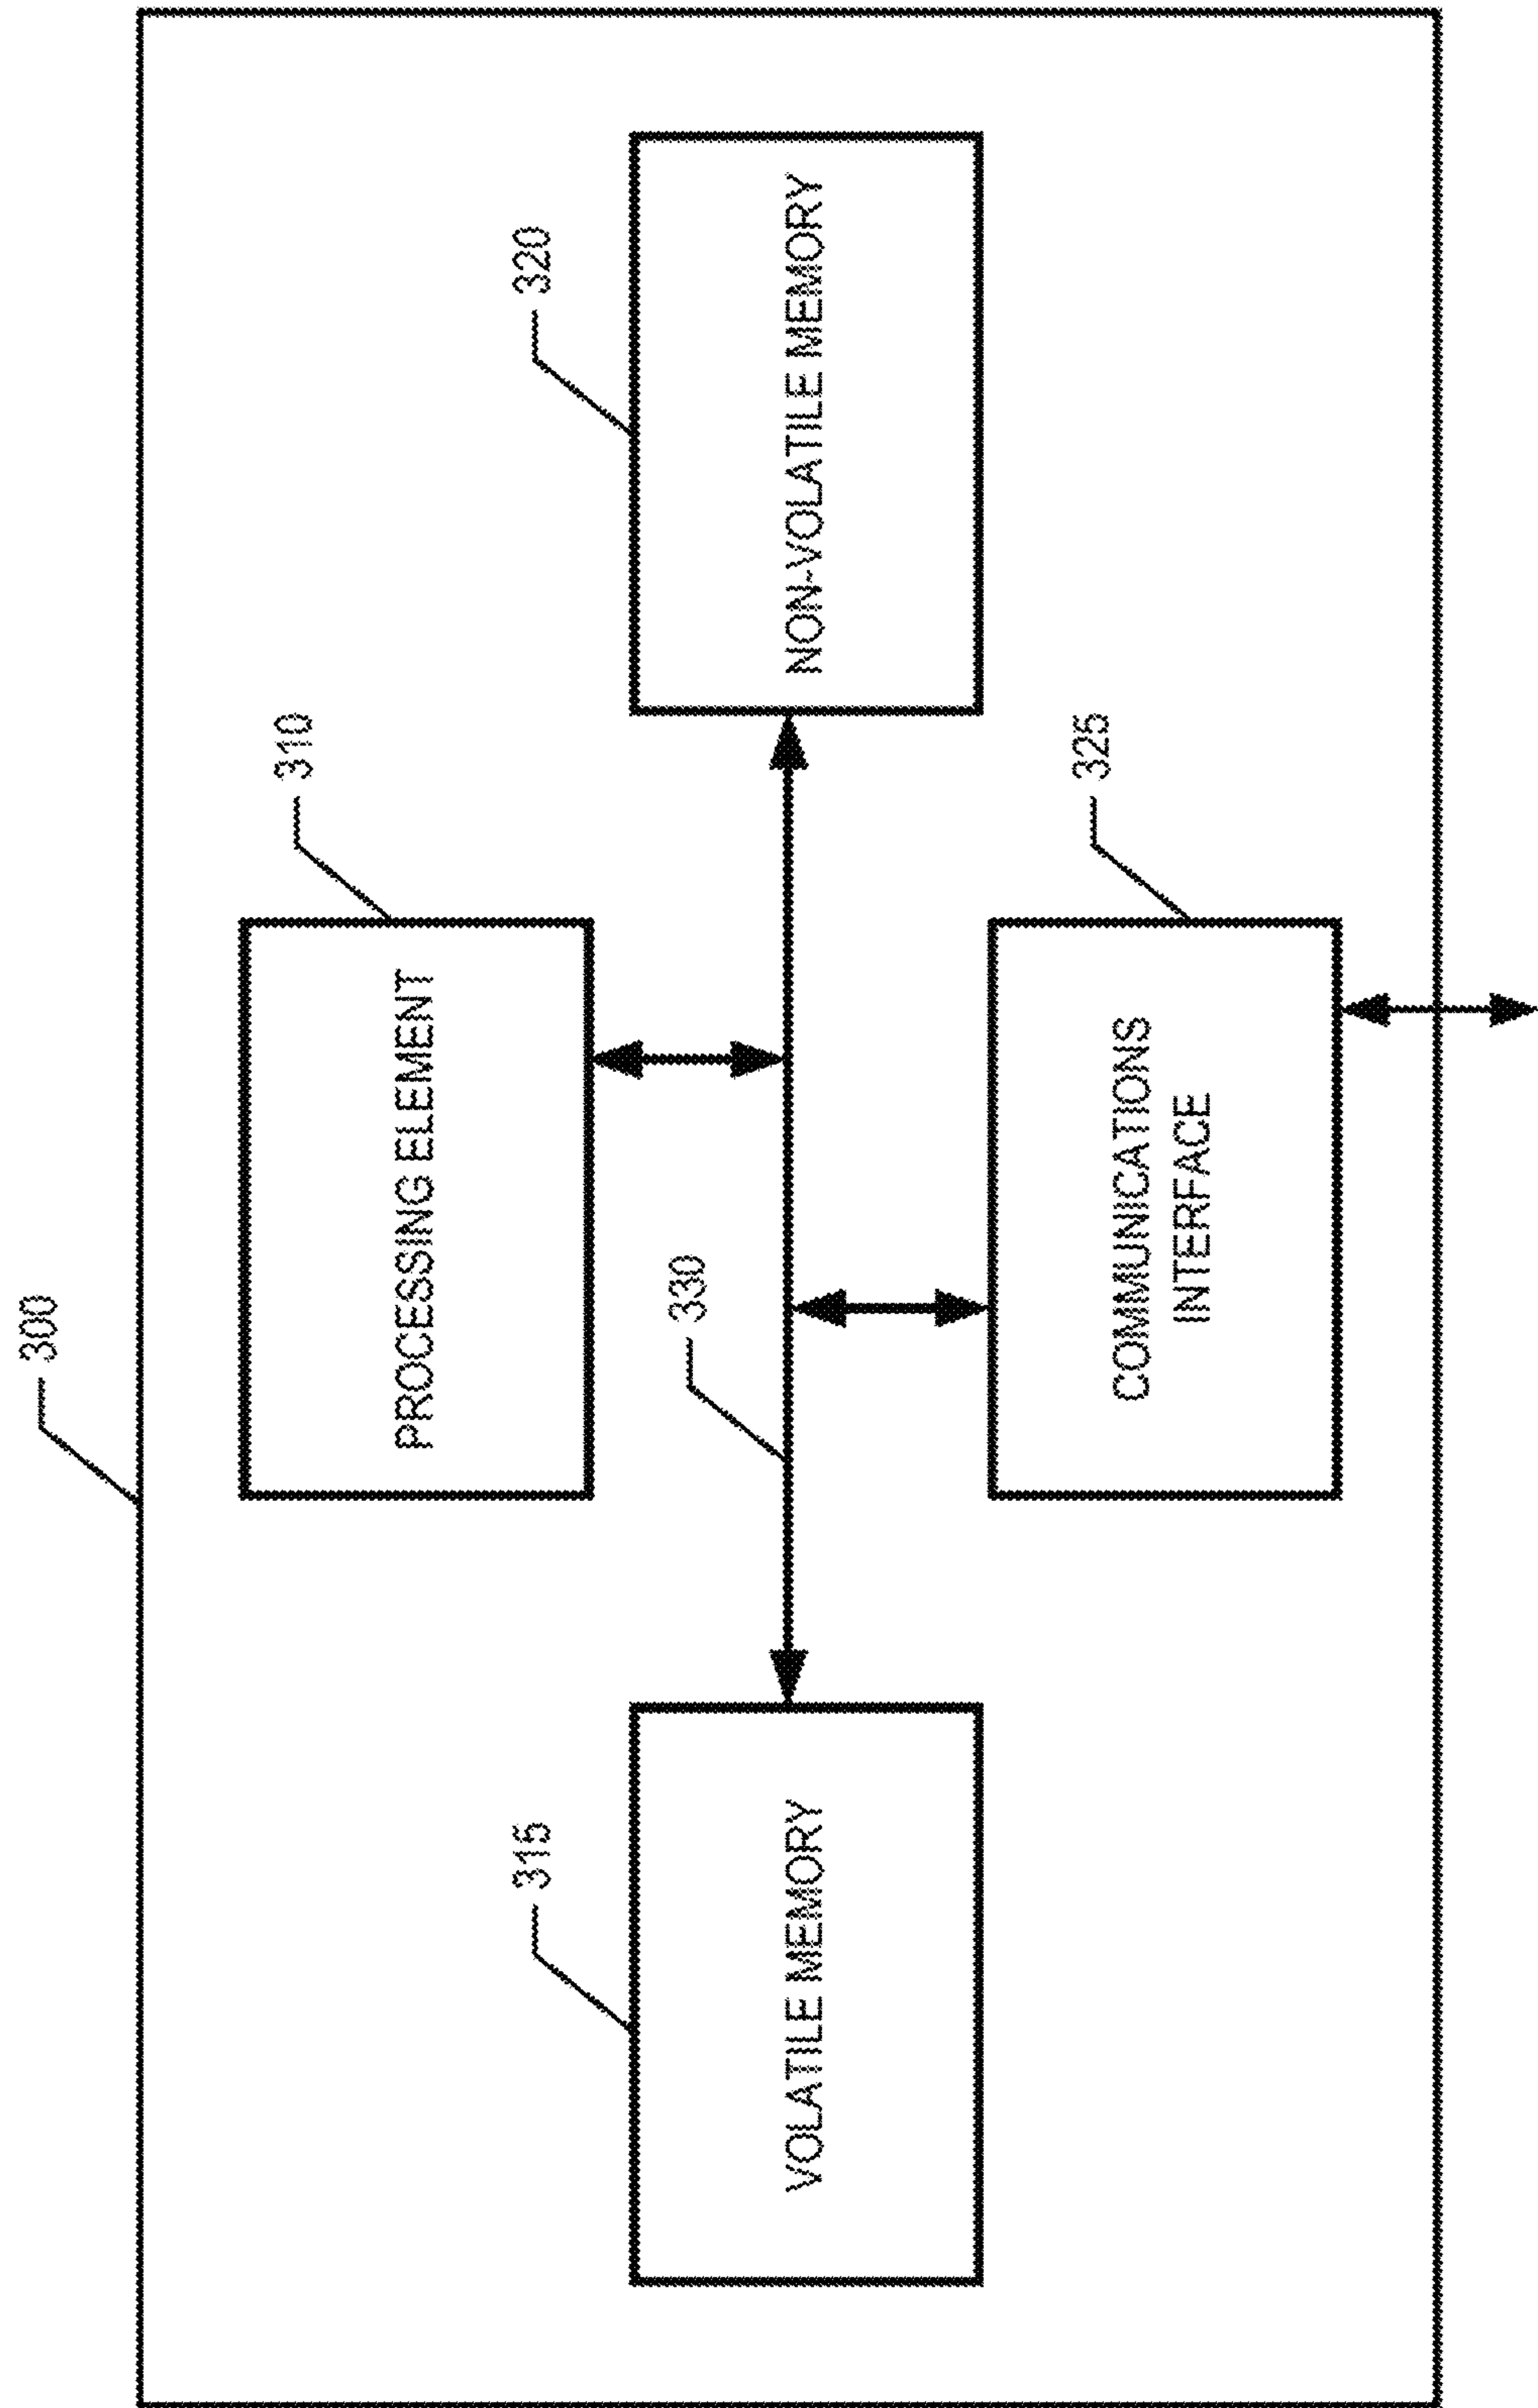 300
310
PROCESSING ELEMENT
315
330
320
VOLATILE MEMORY
NON-VOLATILE MEMORY
325
COMMUNICATIONS
INTERFACE